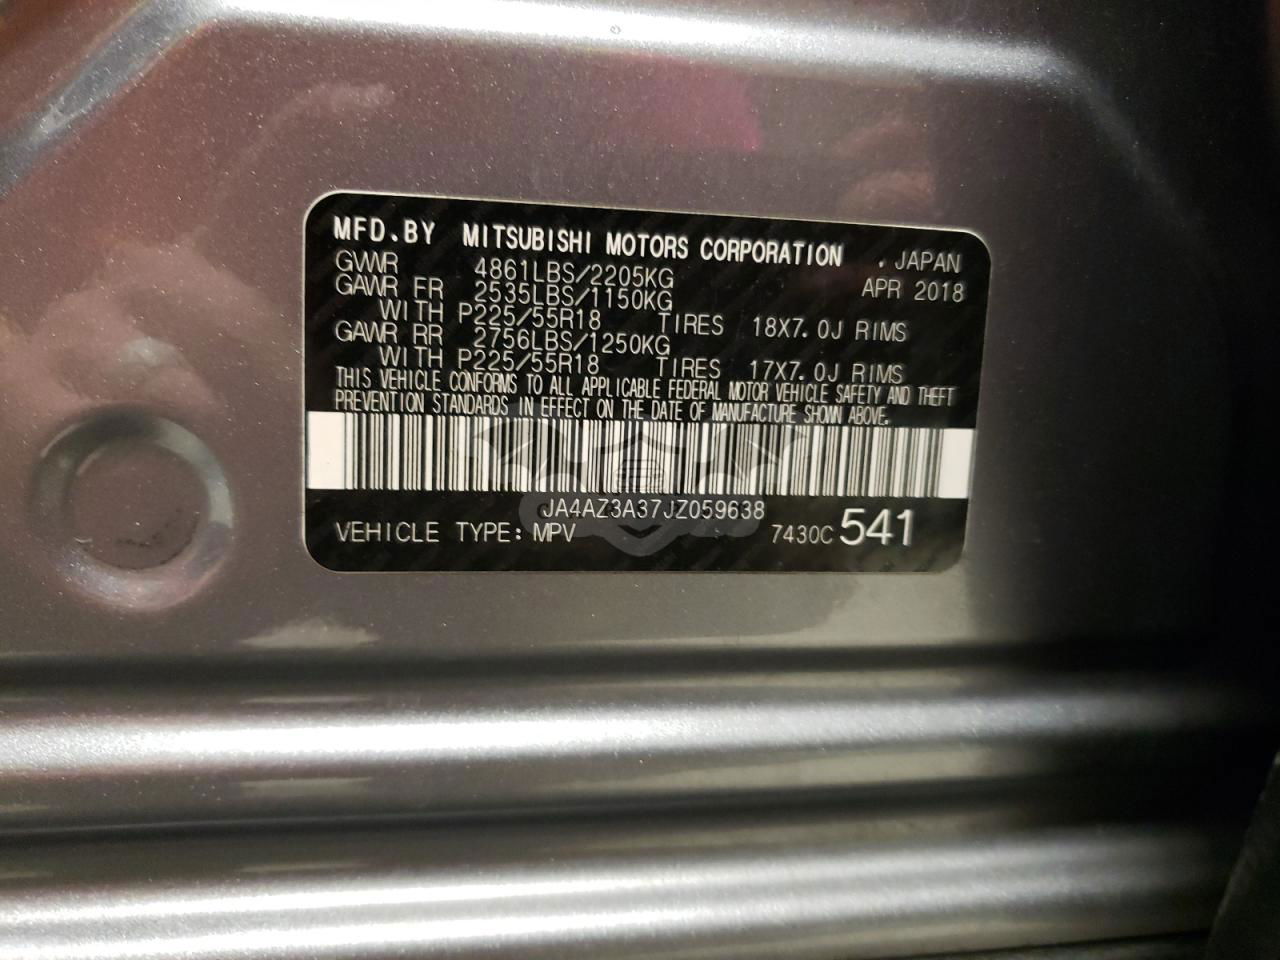 MFD.BY MITSUBISHI MOTORS CORPORATION . JAPAN
GVWR 4861LBS/2205KG APR 2018
GAWR FR 2535LBS/1150KG
WITH P225/55R18 TIRES 18X7.0J RIMS
GAWR RR 2756LBS/1250KG
WITH P225/55R18 TIRES 17X7.0J RIMS
THIS VEHICLE CONFORMS TO ALL APPLICABLE FEDERAL MOTOR VEHICLE SAFETY AND THEFT
PREVENTION STANDARDS IN EFFECT ON THE DATE OF MANUFACTURE SHOWN ABOVE.
JA4AZ3A37JZ059638
VEHICLE TYPE: MPV 7430C 541